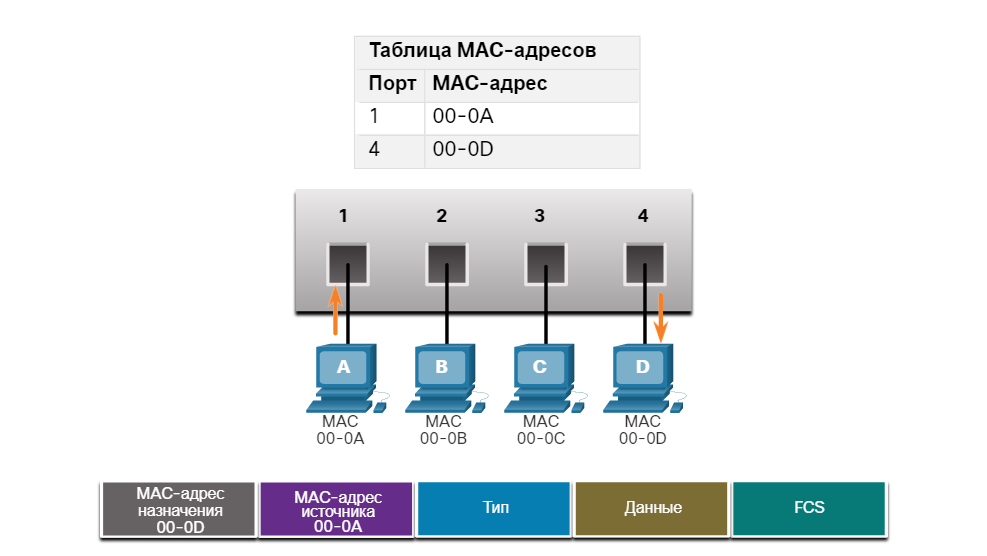 Таблица MAC-адресов
Порт MAC-адрес
1 00-0A
4 00-0D
1 2 3 4
A B C D
MAC MAC MAC MAC
00-0A 00-0B 00-0C 00-0D
MAC-адрес назначения 00-0D
MAC-адрес источника 00-0A
Тип
Данные
FCS